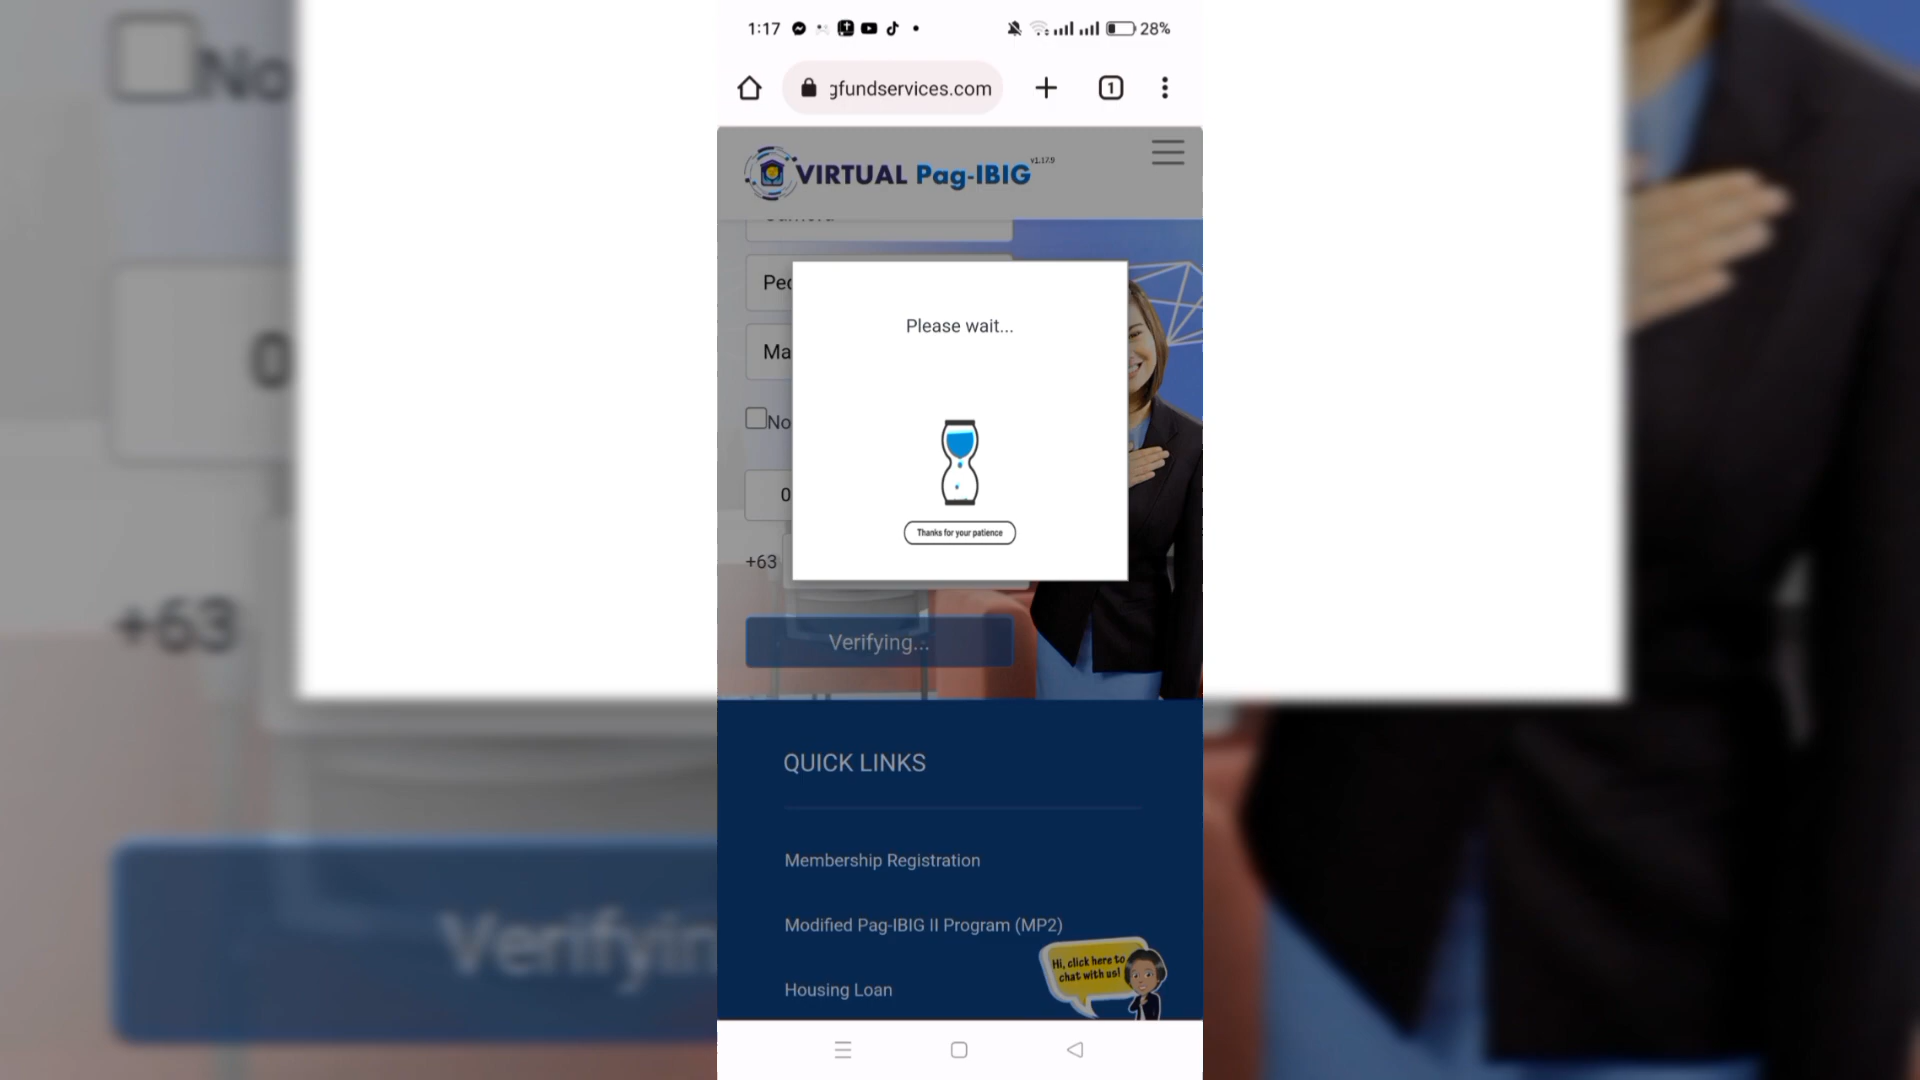 1:17
28%
gfundservices.com
1
VIRTUAL Pag-IBIG
v1.17.9
Ma
No
0
+63
Please wait...
Thanks for your patience
Verifying...
QUICK LINKS
Membership Registration
Modified Pag-IBIG II Program (MP2)
Housing Loan
Hi, click here to
chat with us!
No
0
+63
Verifyin